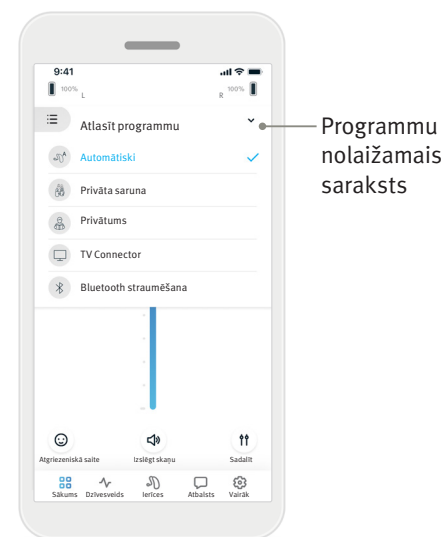 9:41
100% L
R 100%
Atlasīt programmu
Automātiski
Privāta saruna
Privātums
TV Connector
Bluetooth straumēšana
Atgriezeniskā saite Izslēgt skaņu Sadalīt
Sākums Dzīvesveids Ierīces Atbalsts Vairāk
Programmu
nolaižamais
saraksts